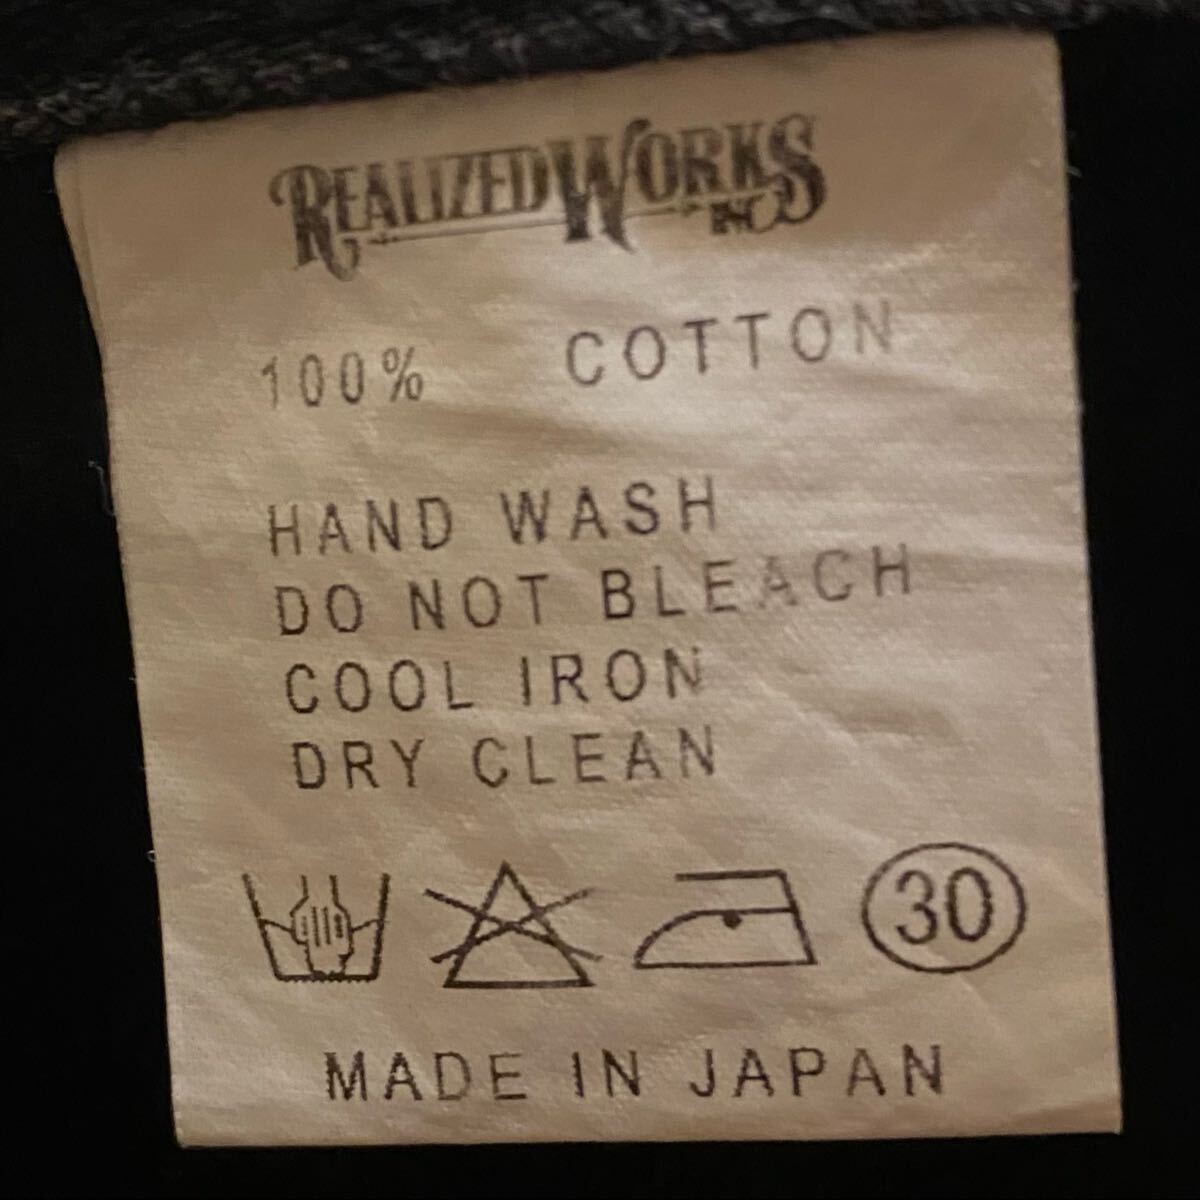 REALIZED WORKS INC
100% COTTON
HAND WASH
DO NOT BLEACH
COOL IRON
DRY CLEAN
30
MADE IN JAPAN